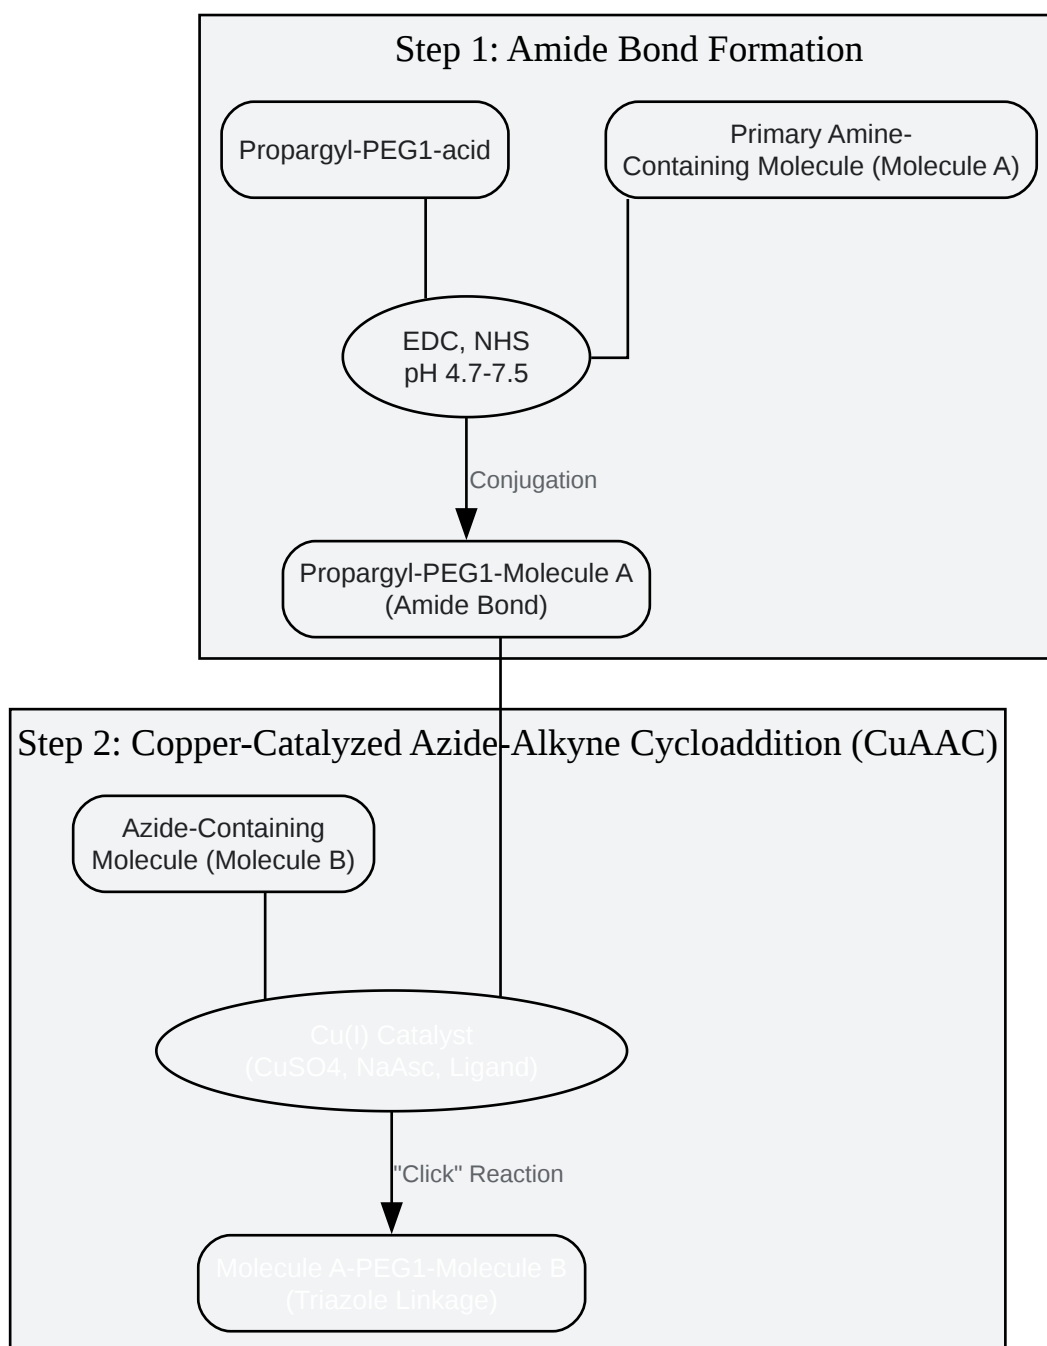 Step 1: Amide Bond Formation
Propargyl-PEG1-acid
Primary Amine-
Containing Molecule (Molecule A)
EDC, NHS
pH 4.7-7.5
Conjugation
Propargyl-PEG1-Molecule A
(Amide Bond)
Step 2: Copper-Catalyzed Azide-Alkyne Cycloaddition (CuAAC)
Azide-Containing
Molecule (Molecule B)
Cu(I) Catalyst
(CuSO4, NaAsc, Ligand)
"Click" Reaction
Molecule A-PEG1-Molecule B
(Triazole Linkage)